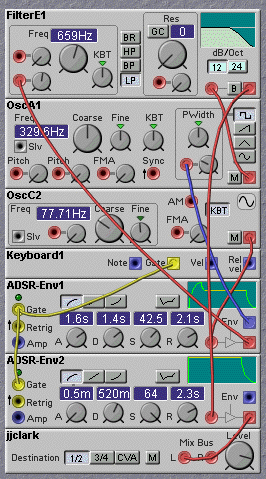 FilterE1
Freq 659Hz
KBT
BR
HP
BP
LP
Res
GC 0
dB/Oct
12 24
B
OscA1
Freq Coarse Fine KBT
329.6Hz
Slv
Pitch Pitch FMA Sync
PWidth
M
OscC2
Freq Coarse Fine
77.71Hz
Slv
AM
KBT
FMA
M
Keyboard1
Note Gate Vel Rel vel
ADSR-Env1
Gate
1.6s 1.4s 42.5 2.1s
Retrig
Env
Amp A D S R
ADSR-Env2
Gate
0.5m 520m 64 2.3s
Retrig
Env
Amp A D S R
jjclark
Mix Bus Level
Destination 1/2 3/4 CVA M L R